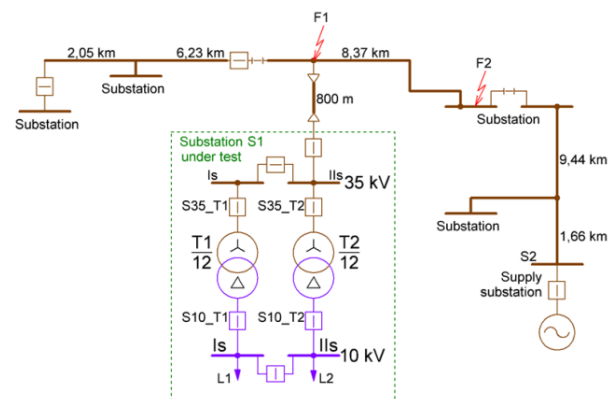 F1
2,05 km
6,23 km
8,37 km
F2
Substation
Substation
800 m
Substation
Substation S1
under test
Is
IIs
35 kV
9,44 km
S35_T1
S35_T2
Substation
T1
12
T2
12
1,66 km
S2
Supply
substation
S10_T1
S10_T2
Is
IIs
10 kV
L1
L2